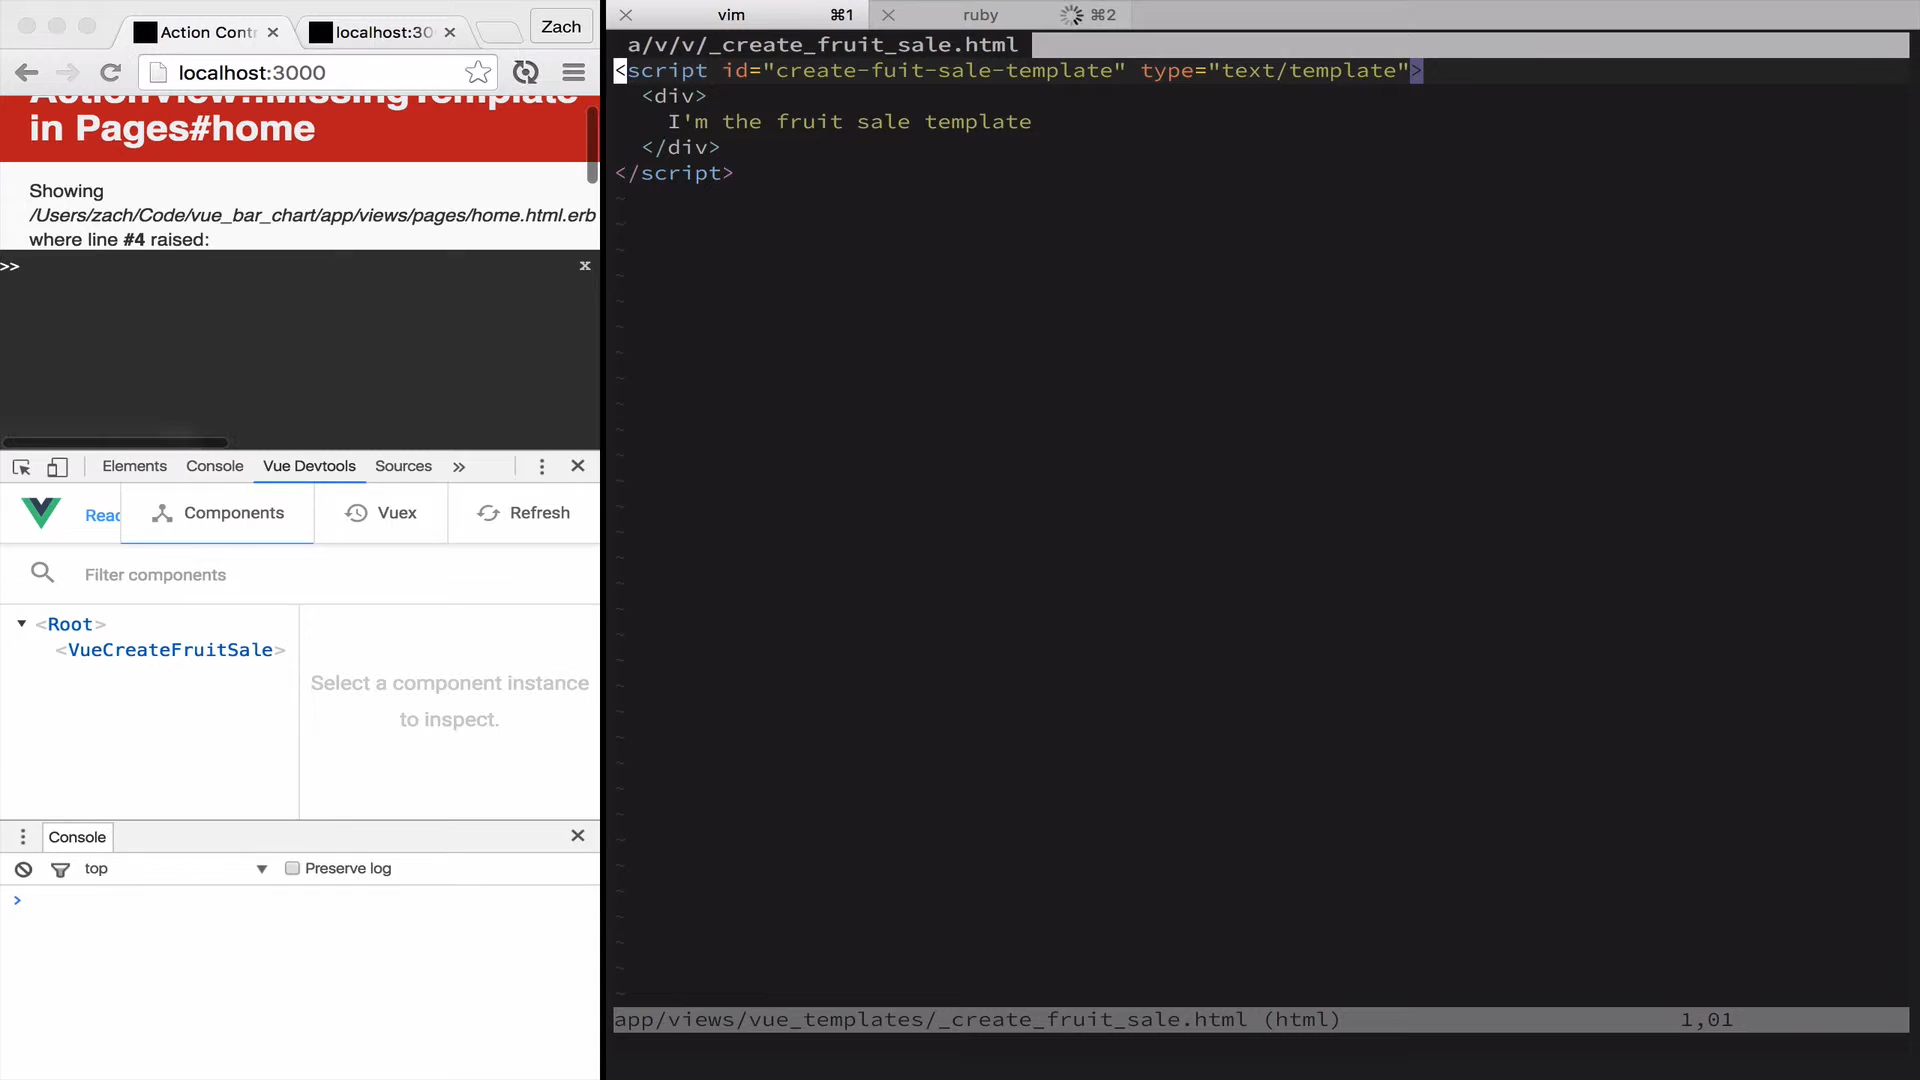 Action Contr
localhost:30
Zach
localhost:3000
ActionView::MissingTemplate
in Pages#home
Showing
/Users/zach/Code/vue_bar_chart/app/views/pages/home.html.erb
where line #4 raised:
>>
x
Elements Console Vue Devtools Sources »
Read
Components
Vuex
Refresh
Filter components
<Root>
<VueCreateFruitSale>
Select a component instance
to inspect.
Console
top
Preserve log
>
vim ⌘1
ruby ⌘2
a/v/v/_create_fruit_sale.html
<script id="create-fuit-sale-template" type="text/template">
<div>
I'm the fruit sale template
</div>
</script>
app/views/vue_templates/_create_fruit_sale.html (html) 1,01